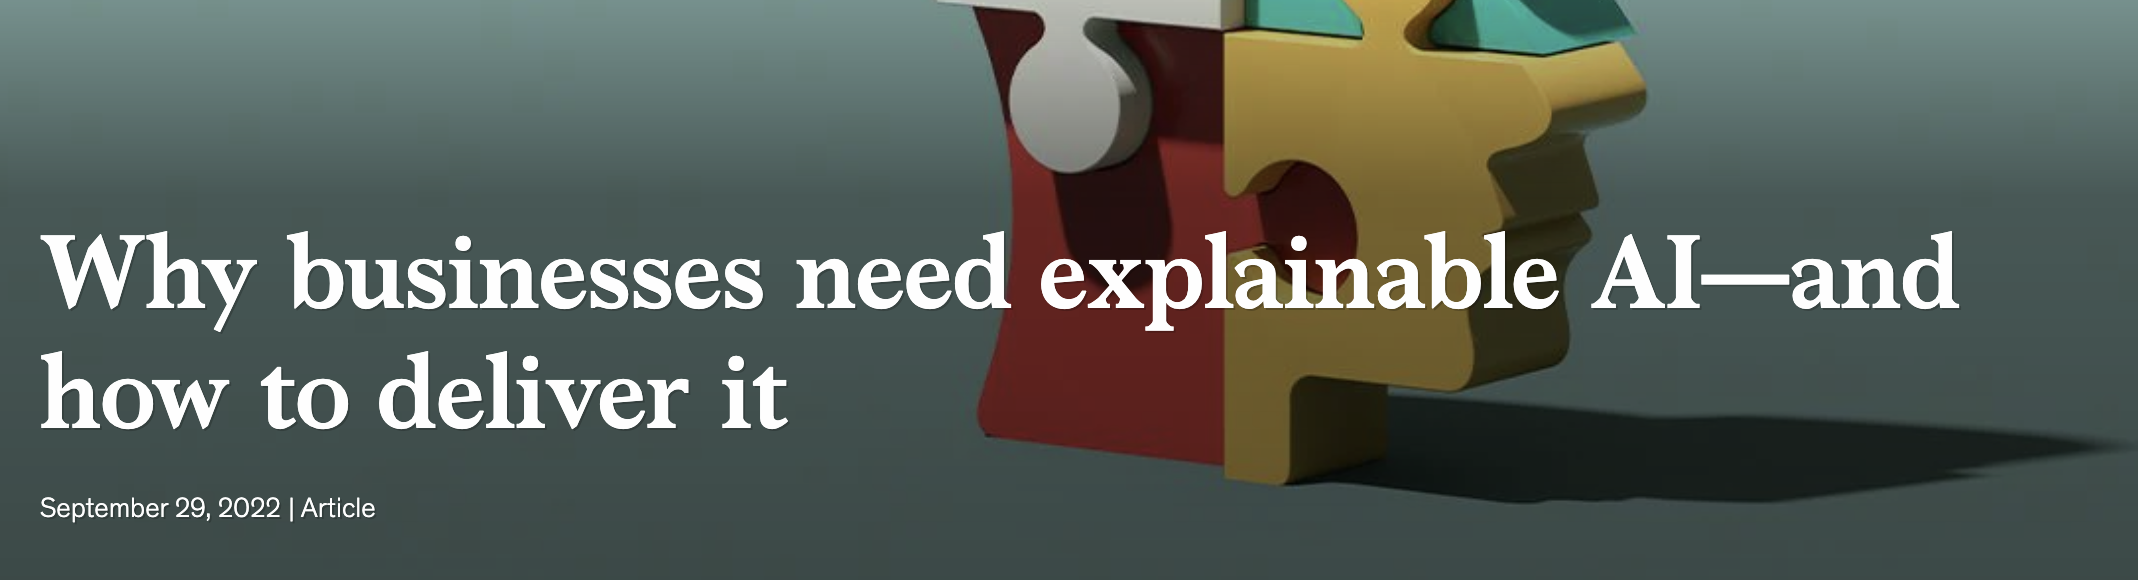 Why businesses need explainable AI—and
how to deliver it
September 29, 2022 | Article